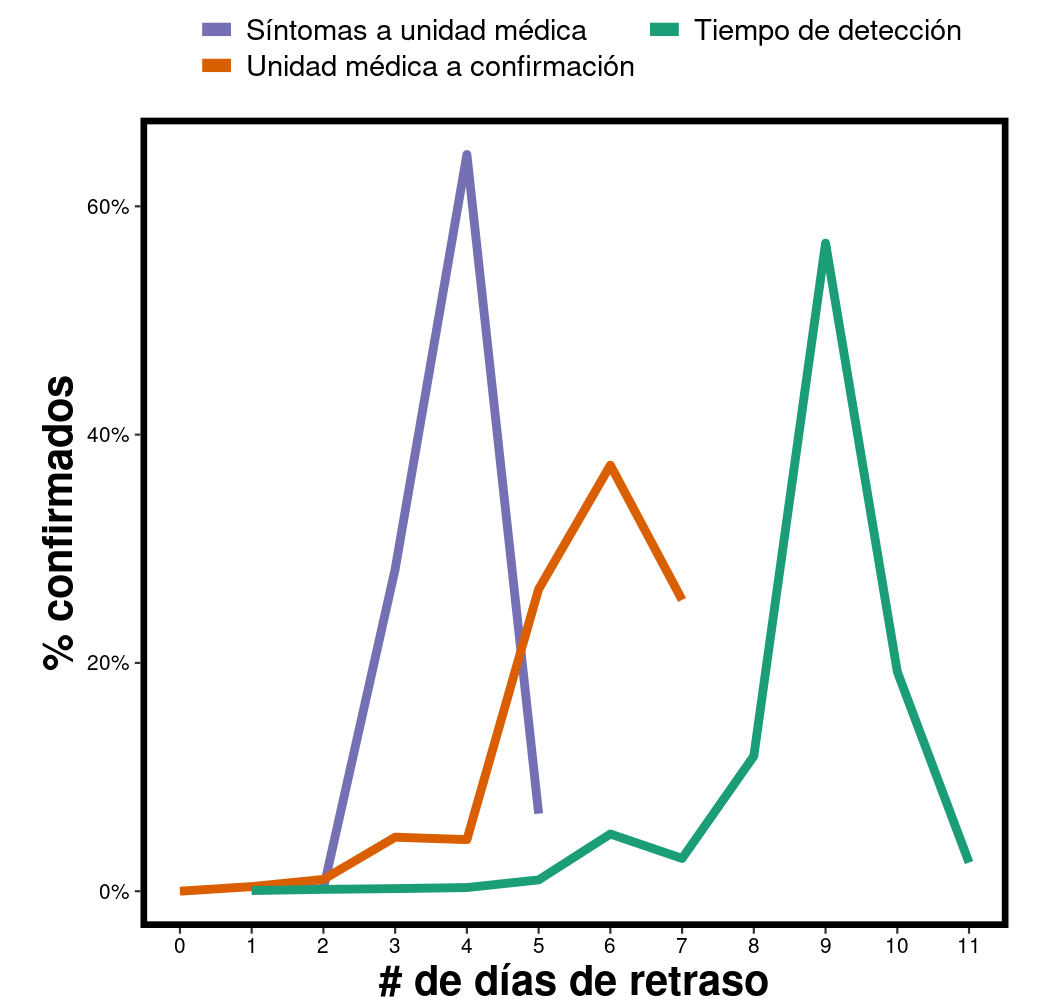 Síntomas a unidad médica
Tiempo de detección
Unidad médica a confirmación
% confirmados
60%
40%
20%
0%
0 1 2 3 4 5 6 7 8 9 10 11
# de días de retraso